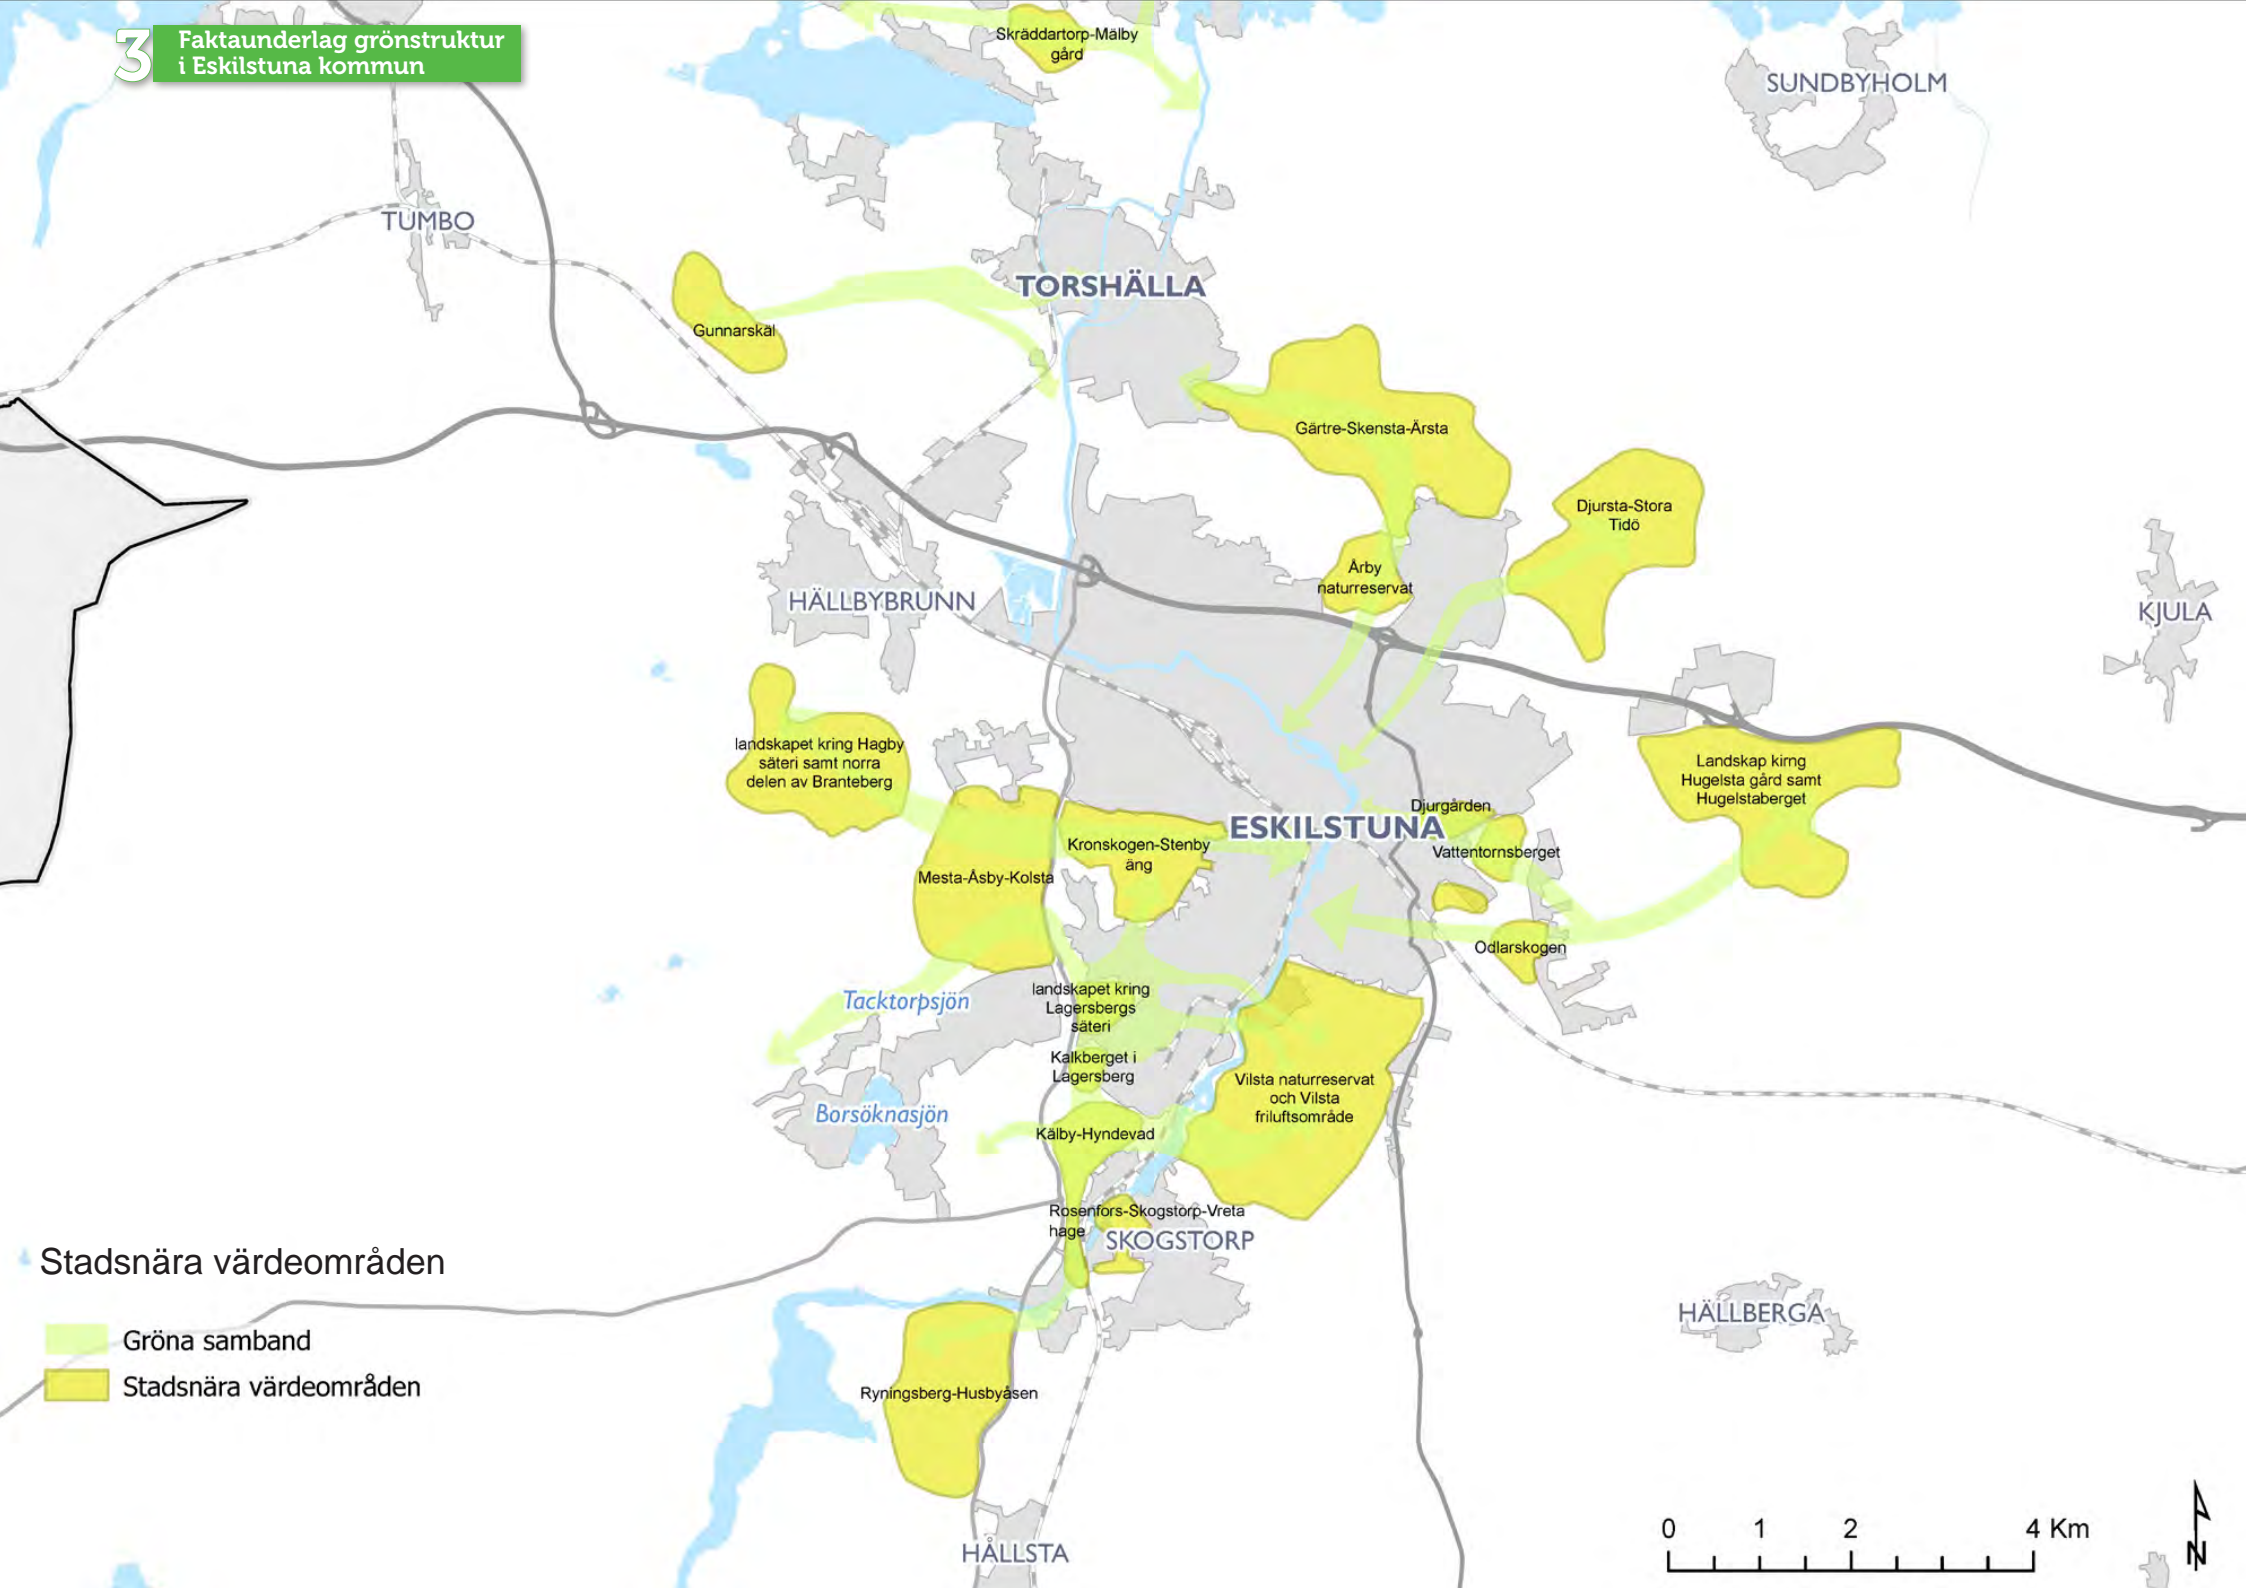 3
Faktaunderlag grönstruktur
i Eskilstuna kommun
Skräddartorp-Mälby
gård
SUNDBYHOLM
TUMBO
TORSHÄLLA
Gunnarskäl
Gärtre-Skensta-Ärsta
Djursta-Stora
Tidö
Årby
naturreservat
HÄLLBYBRUNN
KJULA
landskapet kring Hagby
säteri samt norra
delen av Branteberg
Landskap kirng
Hugelsta gård samt
Hugelstaberget
Djurgården
ESKILSTUNA
Kronskogen-Stenby
äng
Vattentornsberget
Mesta-Åsby-Kolsta
Odlarskogen
Tacktorpsjön
landskapet kring
Lagersbergs
säteri
Kalkberget i
Lagersberg
Vilsta naturreservat
och Vilsta
friluftsområde
Borsöknasjön
Kälby-Hyndevad
Rosenfors-Skogstorp-Vreta
hage
SKOGSTORP
Stadsnära värdeområden
HÄLLBERGA
Gröna samband
Stadsnära värdeområden
Ryningsberg-Husbyåsen
HÅLLSTA
0 1 2 4 Km
N